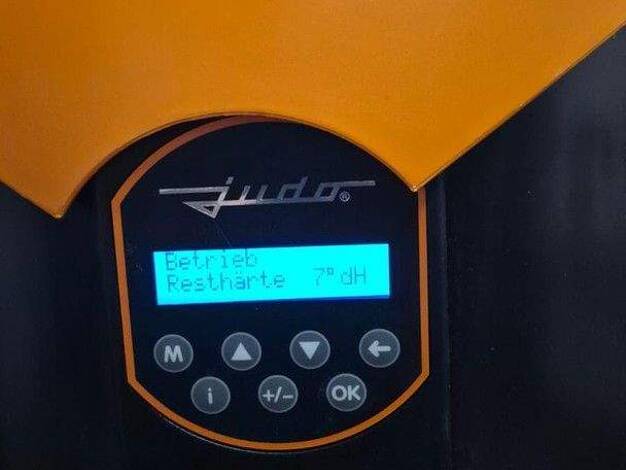 judo®
Betrieb
Resthärte 7°dH
M
i
+/-
OK